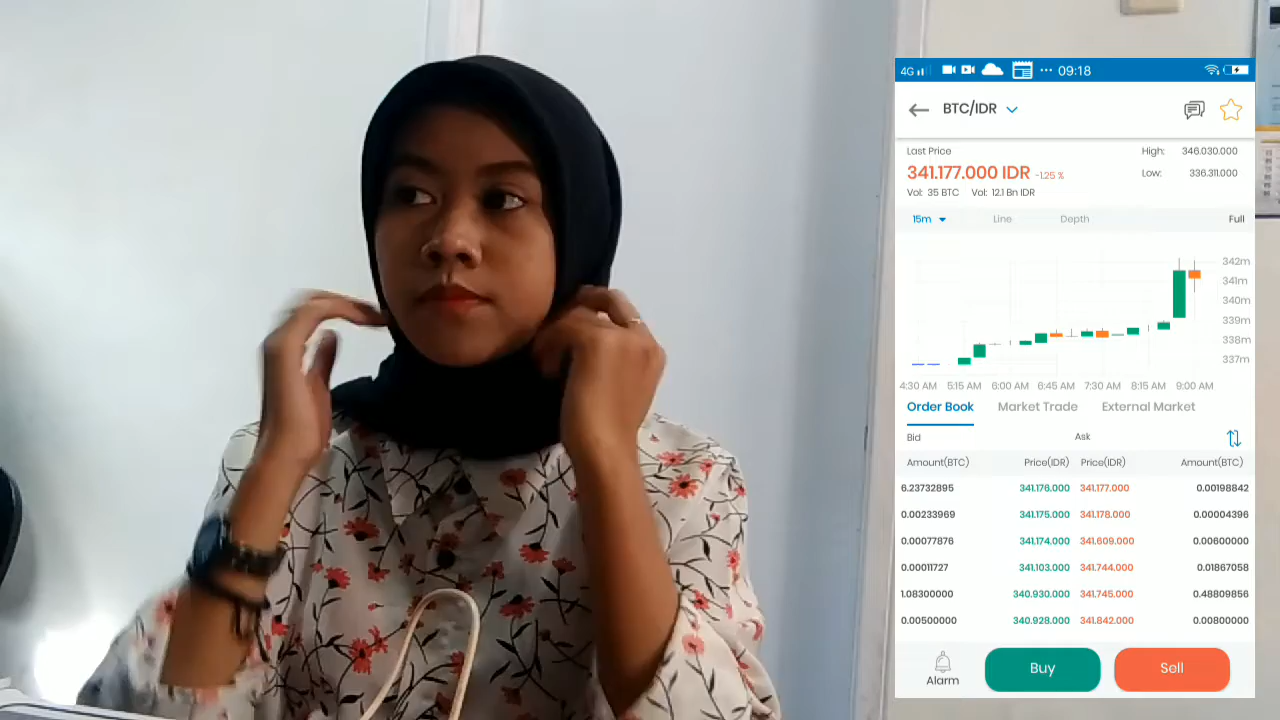 4G ··· 09:18
BTC/IDR
Last Price High: 346.030.000
341.177.000 IDR -1.25 % Low: 336.311.000
Vol: 35 BTC Vol: 12.1 Bn IDR
15m Line Depth Full
342m
341m
340m
339m
338m
337m
4:30 AM 5:15 AM 6:00 AM 6:45 AM 7:30 AM 8:15 AM 9:00 AM
Order Book Market Trade External Market
Bid Ask
Amount(BTC) Price(IDR) Price(IDR) Amount(BTC)
6.23732895 341.176.000 341.177.000 0.00198842
0.00233969 341.175.000 341.178.000 0.00004396
0.00077876 341.174.000 341.609.000 0.00600000
0.00011727 341.103.000 341.744.000 0.01867058
1.08300000 340.930.000 341.745.000 0.48809856
0.00500000 340.928.000 341.842.000 0.00800000
Alarm Buy Sell